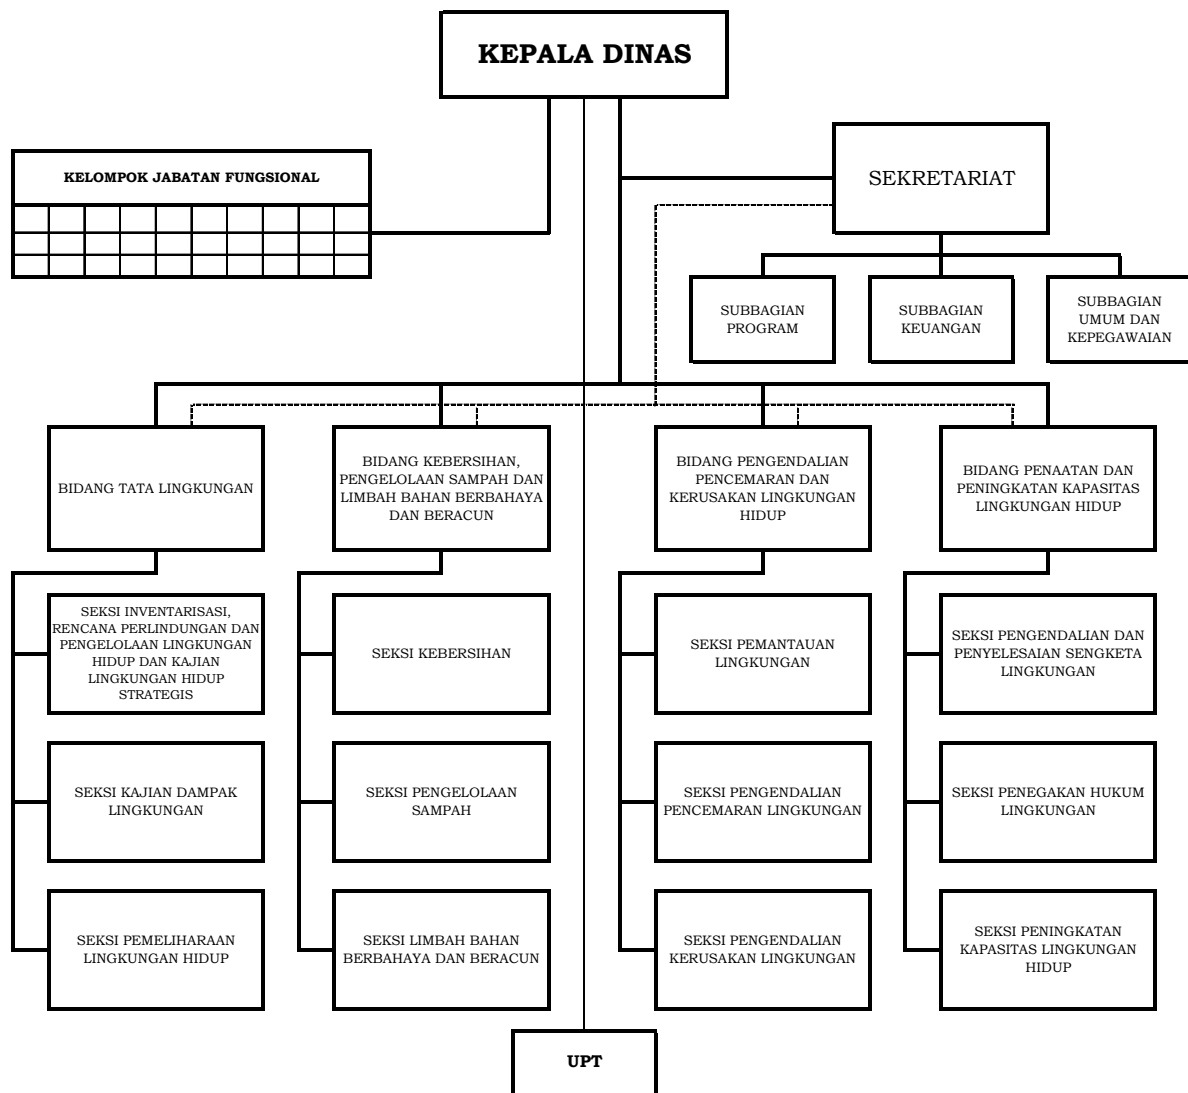 KEPALA DINAS
KELOMPOK JABATAN FUNGSIONAL
SEKRETARIAT
SUBBAGIAN
PROGRAM
SUBBAGIAN
KEUANGAN
SUBBAGIAN
UMUM DAN
KEPEGAWAIAN
BIDANG TATA LINGKUNGAN
BIDANG KEBERSIHAN,
PENGELOLAAN SAMPAH DAN
LIMBAH BAHAN BERBAHAYA
DAN BERACUN
BIDANG PENGENDALIAN
PENCEMARAN DAN
KERUSAKAN LINGKUNGAN
HIDUP
BIDANG PENAATAN DAN
PENINGKATAN KAPASITAS
LINGKUNGAN HIDUP
SEKSI INVENTARISASI,
RENCANA PERLINDUNGAN DAN
PENGELOLAAN LINGKUNGAN
HIDUP DAN KAJIAN
LINGKUNGAN HIDUP
STRATEGIS
SEKSI KEBERSIHAN
SEKSI PEMANTAUAN
LINGKUNGAN
SEKSI PENGENDALIAN DAN
PENYELESAIAN SENGKETA
LINGKUNGAN
SEKSI KAJIAN DAMPAK
LINGKUNGAN
SEKSI PENGELOLAAN
SAMPAH
SEKSI PENGENDALIAN
PENCEMARAN LINGKUNGAN
SEKSI PENEGAKAN HUKUM
LINGKUNGAN
SEKSI PEMELIHARAAN
LINGKUNGAN HIDUP
SEKSI LIMBAH BAHAN
BERBAHAYA DAN BERACUN
SEKSI PENGENDALIAN
KERUSAKAN LINGKUNGAN
SEKSI PENINGKATAN
KAPASITAS LINGKUNGAN
HIDUP
UPT